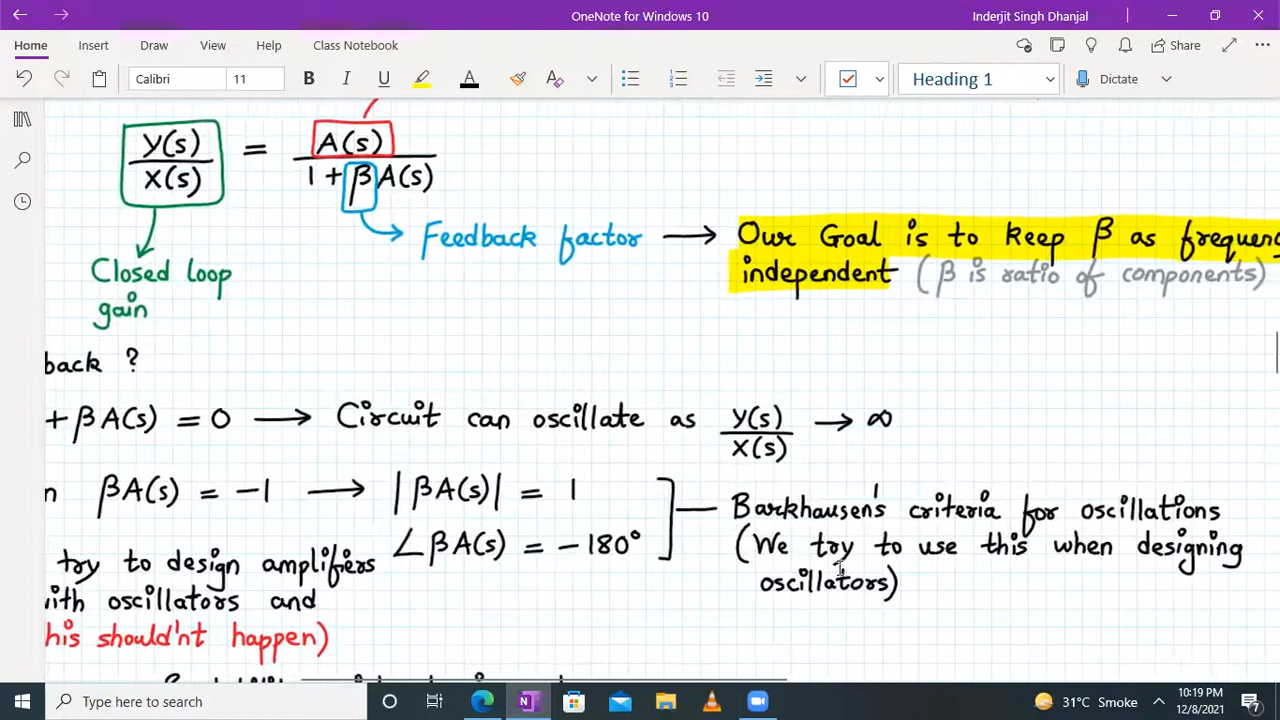 OneNote for Windows 10
Inderjit Singh Dhanjal
Home Insert Draw View Help Class Notebook
Share
Calibri 11 B I U A Heading 1 Dictate
Y(s)/X(s) = A(s)/(1 + βA(s))
Feedback factor → Our Goal is to keep β as frequenc
independent (β is ratio of components)
Closed loop
gain
back ?
+ βA(s) = 0 → Circuit can oscillate as Y(s)/X(s) → ∞
n βA(s) = -1 → |βA(s)| = 1
∠βA(s) = -180°
Barkhausen's criteria for oscillations
(We try to use this when designing
oscillators)
try to design amplifiers
with oscillators and
his should'nt happen)
Type here to search
31°C Smoke
10:19 PM
12/8/2021
7